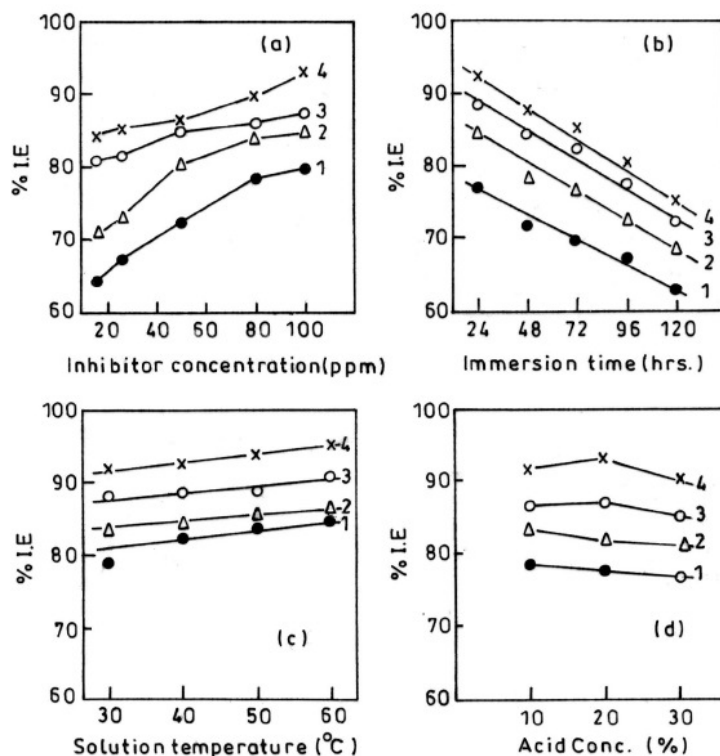 100
90
80
70
60
% I.E
(a)
4
3
2
1
20 40 60 80 100
Inhibitor concentration(ppm)
100
90
80
70
60
% I.E
(b)
4
3
2
1
24 48 72 96 120
Immersion time (hrs.)
100
90
80
70
60
% I.E
(c)
4
3
2
1
30 40 50 60
Solution temperature (°C)
100
90
80
70
60
% I.E
(d)
4
3
2
1
10 20 30
Acid Conc. (%)